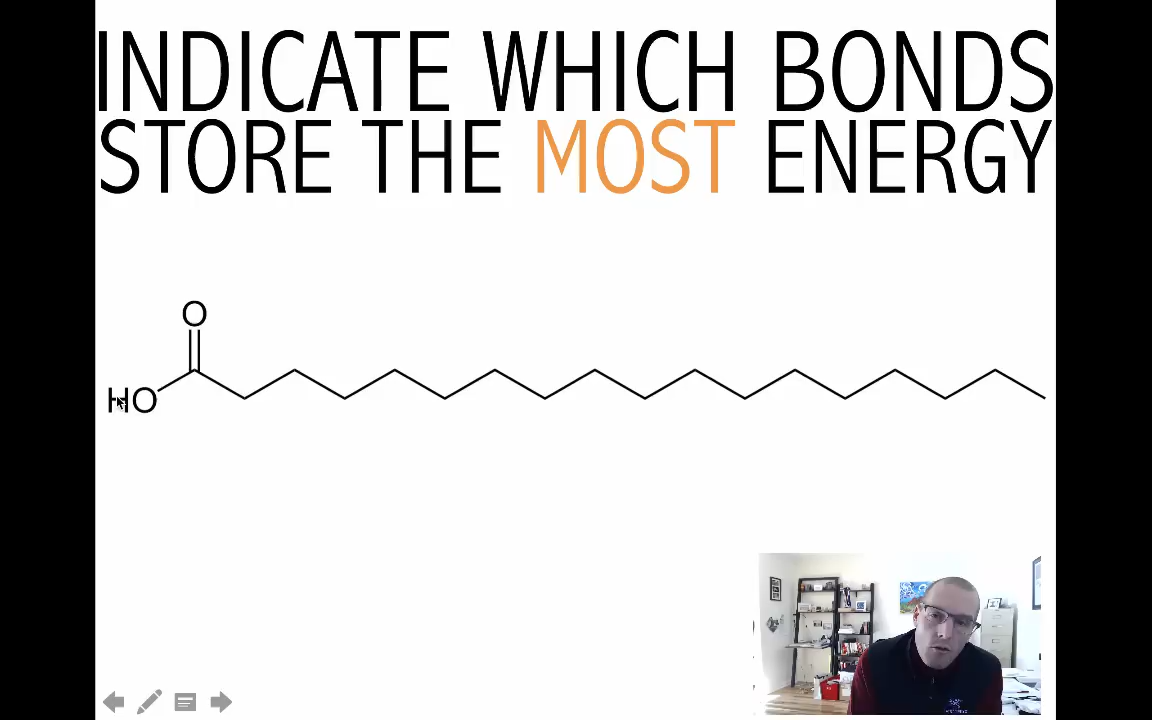 INDICATE WHICH BONDS
STORE THE MOST ENERGY
O
HO